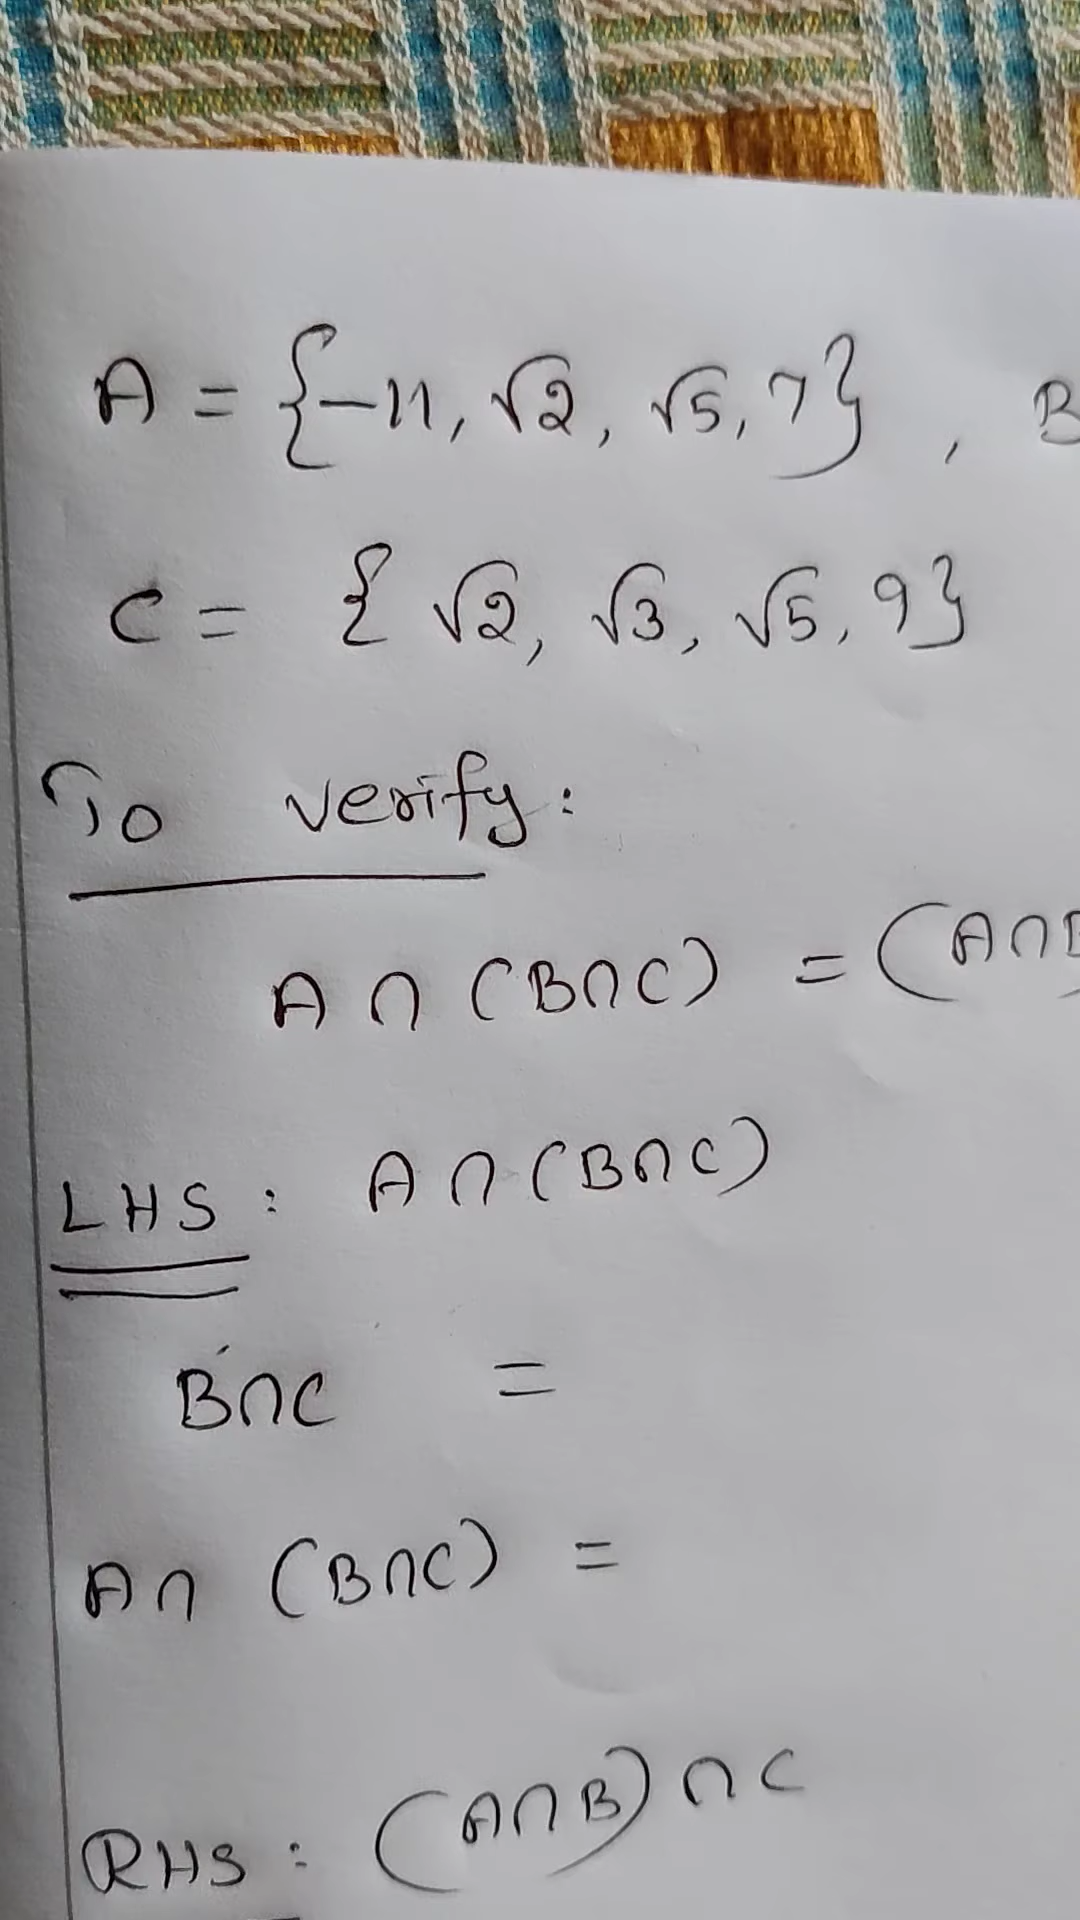 A = {-11, √2, √5, 7} , B
C = { √2, √3, √5, 9}
To verify:
A ∩ (B∩C) = (A∩B
LHS : A ∩ (B∩C)
B∩C =
A∩ (B∩C) =
RHS : (A∩B) ∩ C